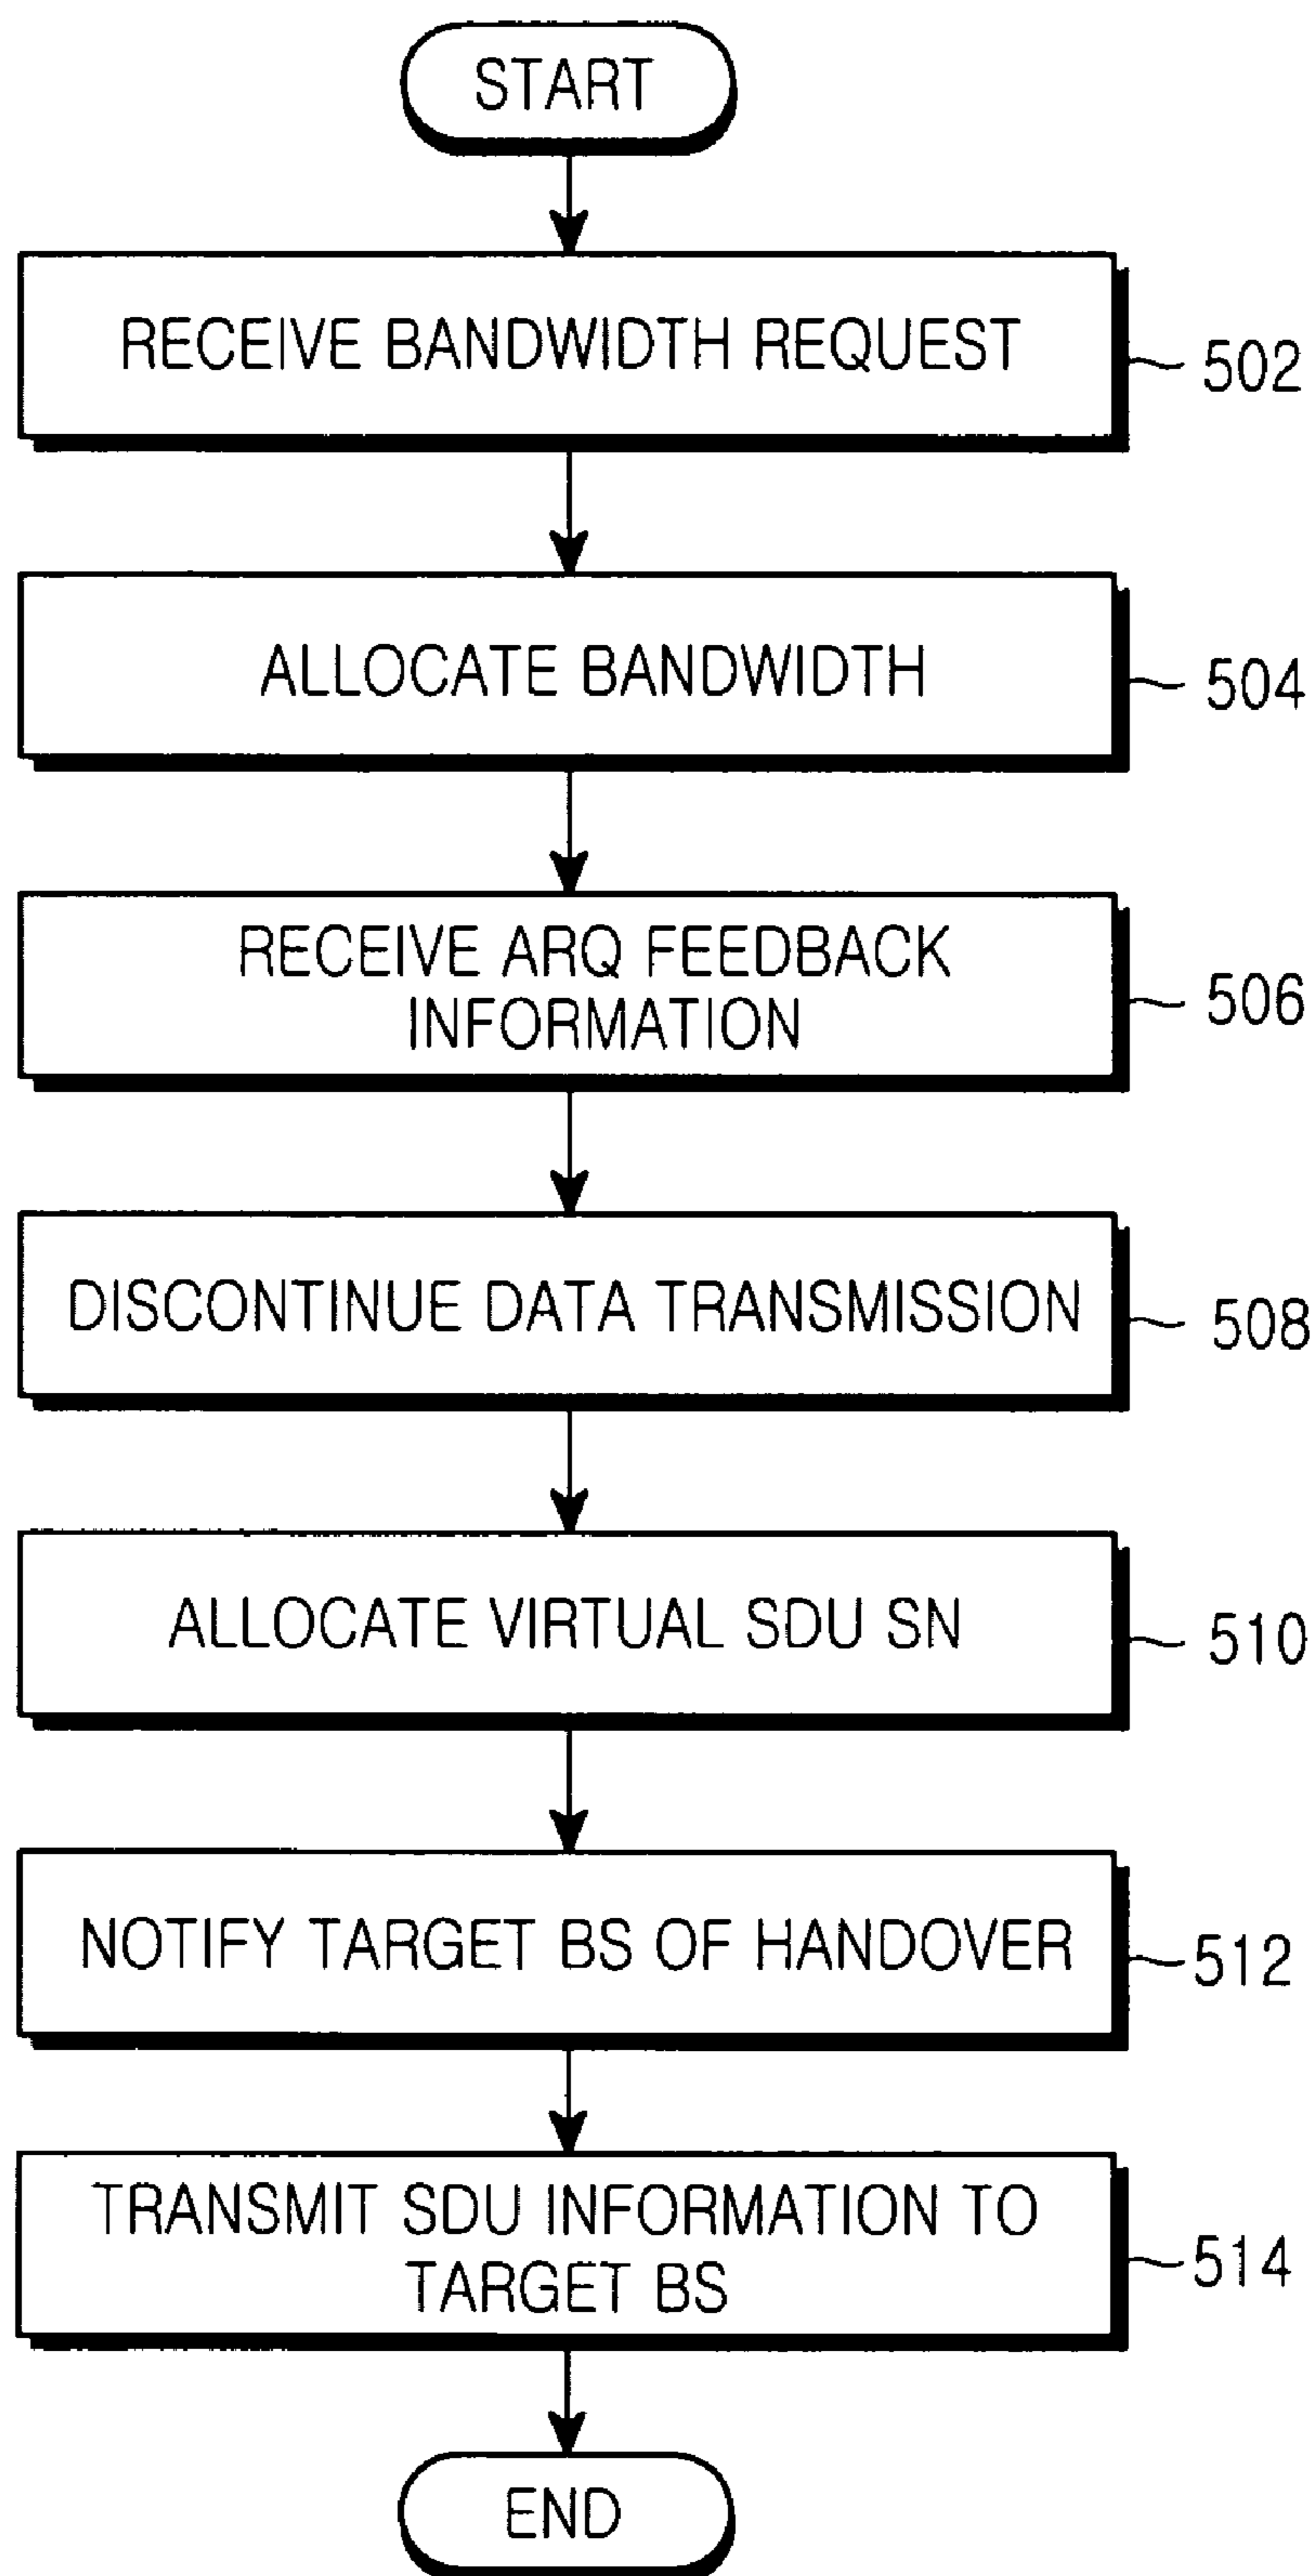 START
RECEIVE BANDWIDTH REQUEST
502
ALLOCATE BANDWIDTH
504
RECEIVE ARQ FEEDBACK
INFORMATION
506
DISCONTINUE DATA TRANSMISSION
508
ALLOCATE VIRTUAL SDU SN
510
NOTIFY TARGET BS OF HANDOVER
512
TRANSMIT SDU INFORMATION TO
TARGET BS
514
END